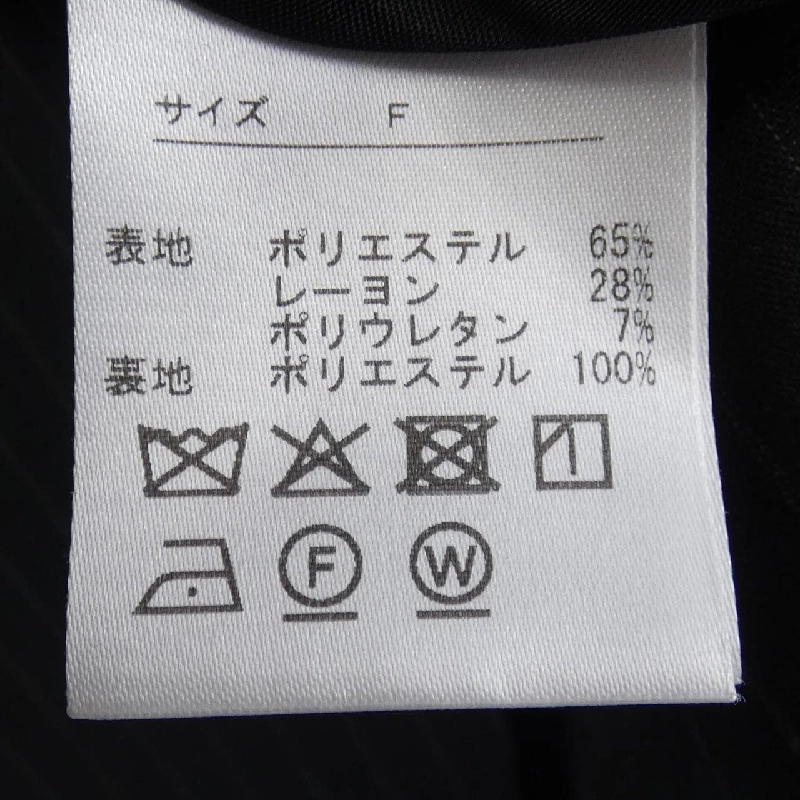 サイズ F
表地 ポリエステル 65%
レーヨン 28%
ポリウレタン 7%
裏地 ポリエステル 100%
F W